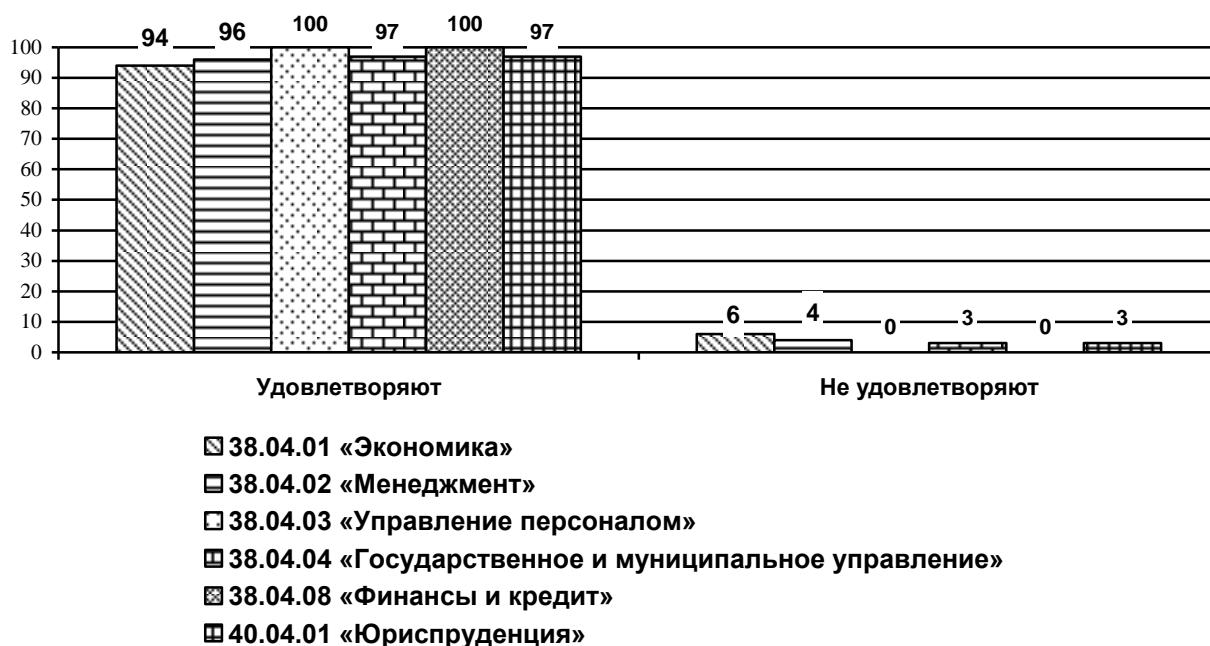 94 96 100 97 100 97
100
90
80
70
60
50
40
30
20
10
0
6 4 0 3 0 3
Удовлетворяют Не удовлетворяют
38.04.01 «Экономика»
38.04.02 «Менеджмент»
38.04.03 «Управление персоналом»
38.04.04 «Государственное и муниципальное управление»
38.04.08 «Финансы и кредит»
40.04.01 «Юриспруденция»